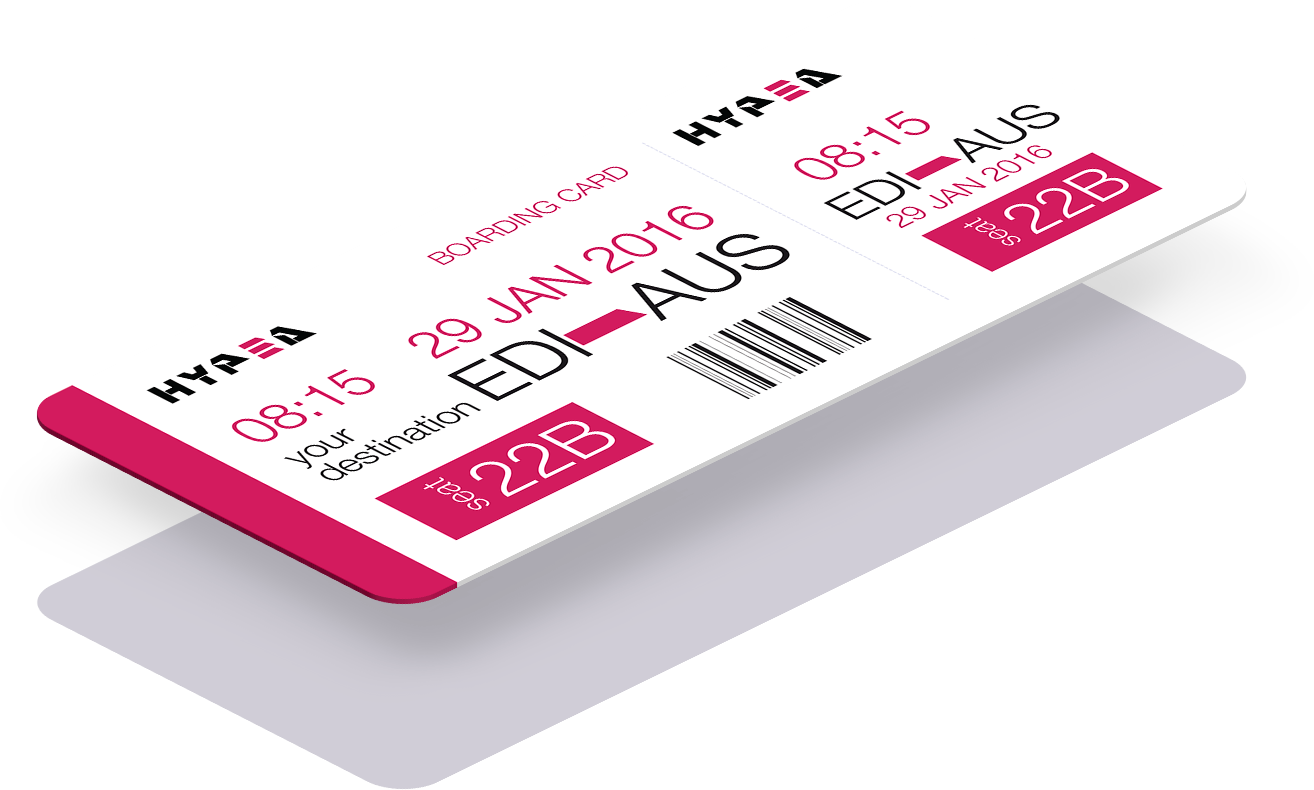 HYPEA
BOARDING CARD
08:15
29 JAN 2016
your
destination
EDI AUS
seat
22B
HYPEA
08:15
EDI AUS
29 JAN 2016
seat
22B